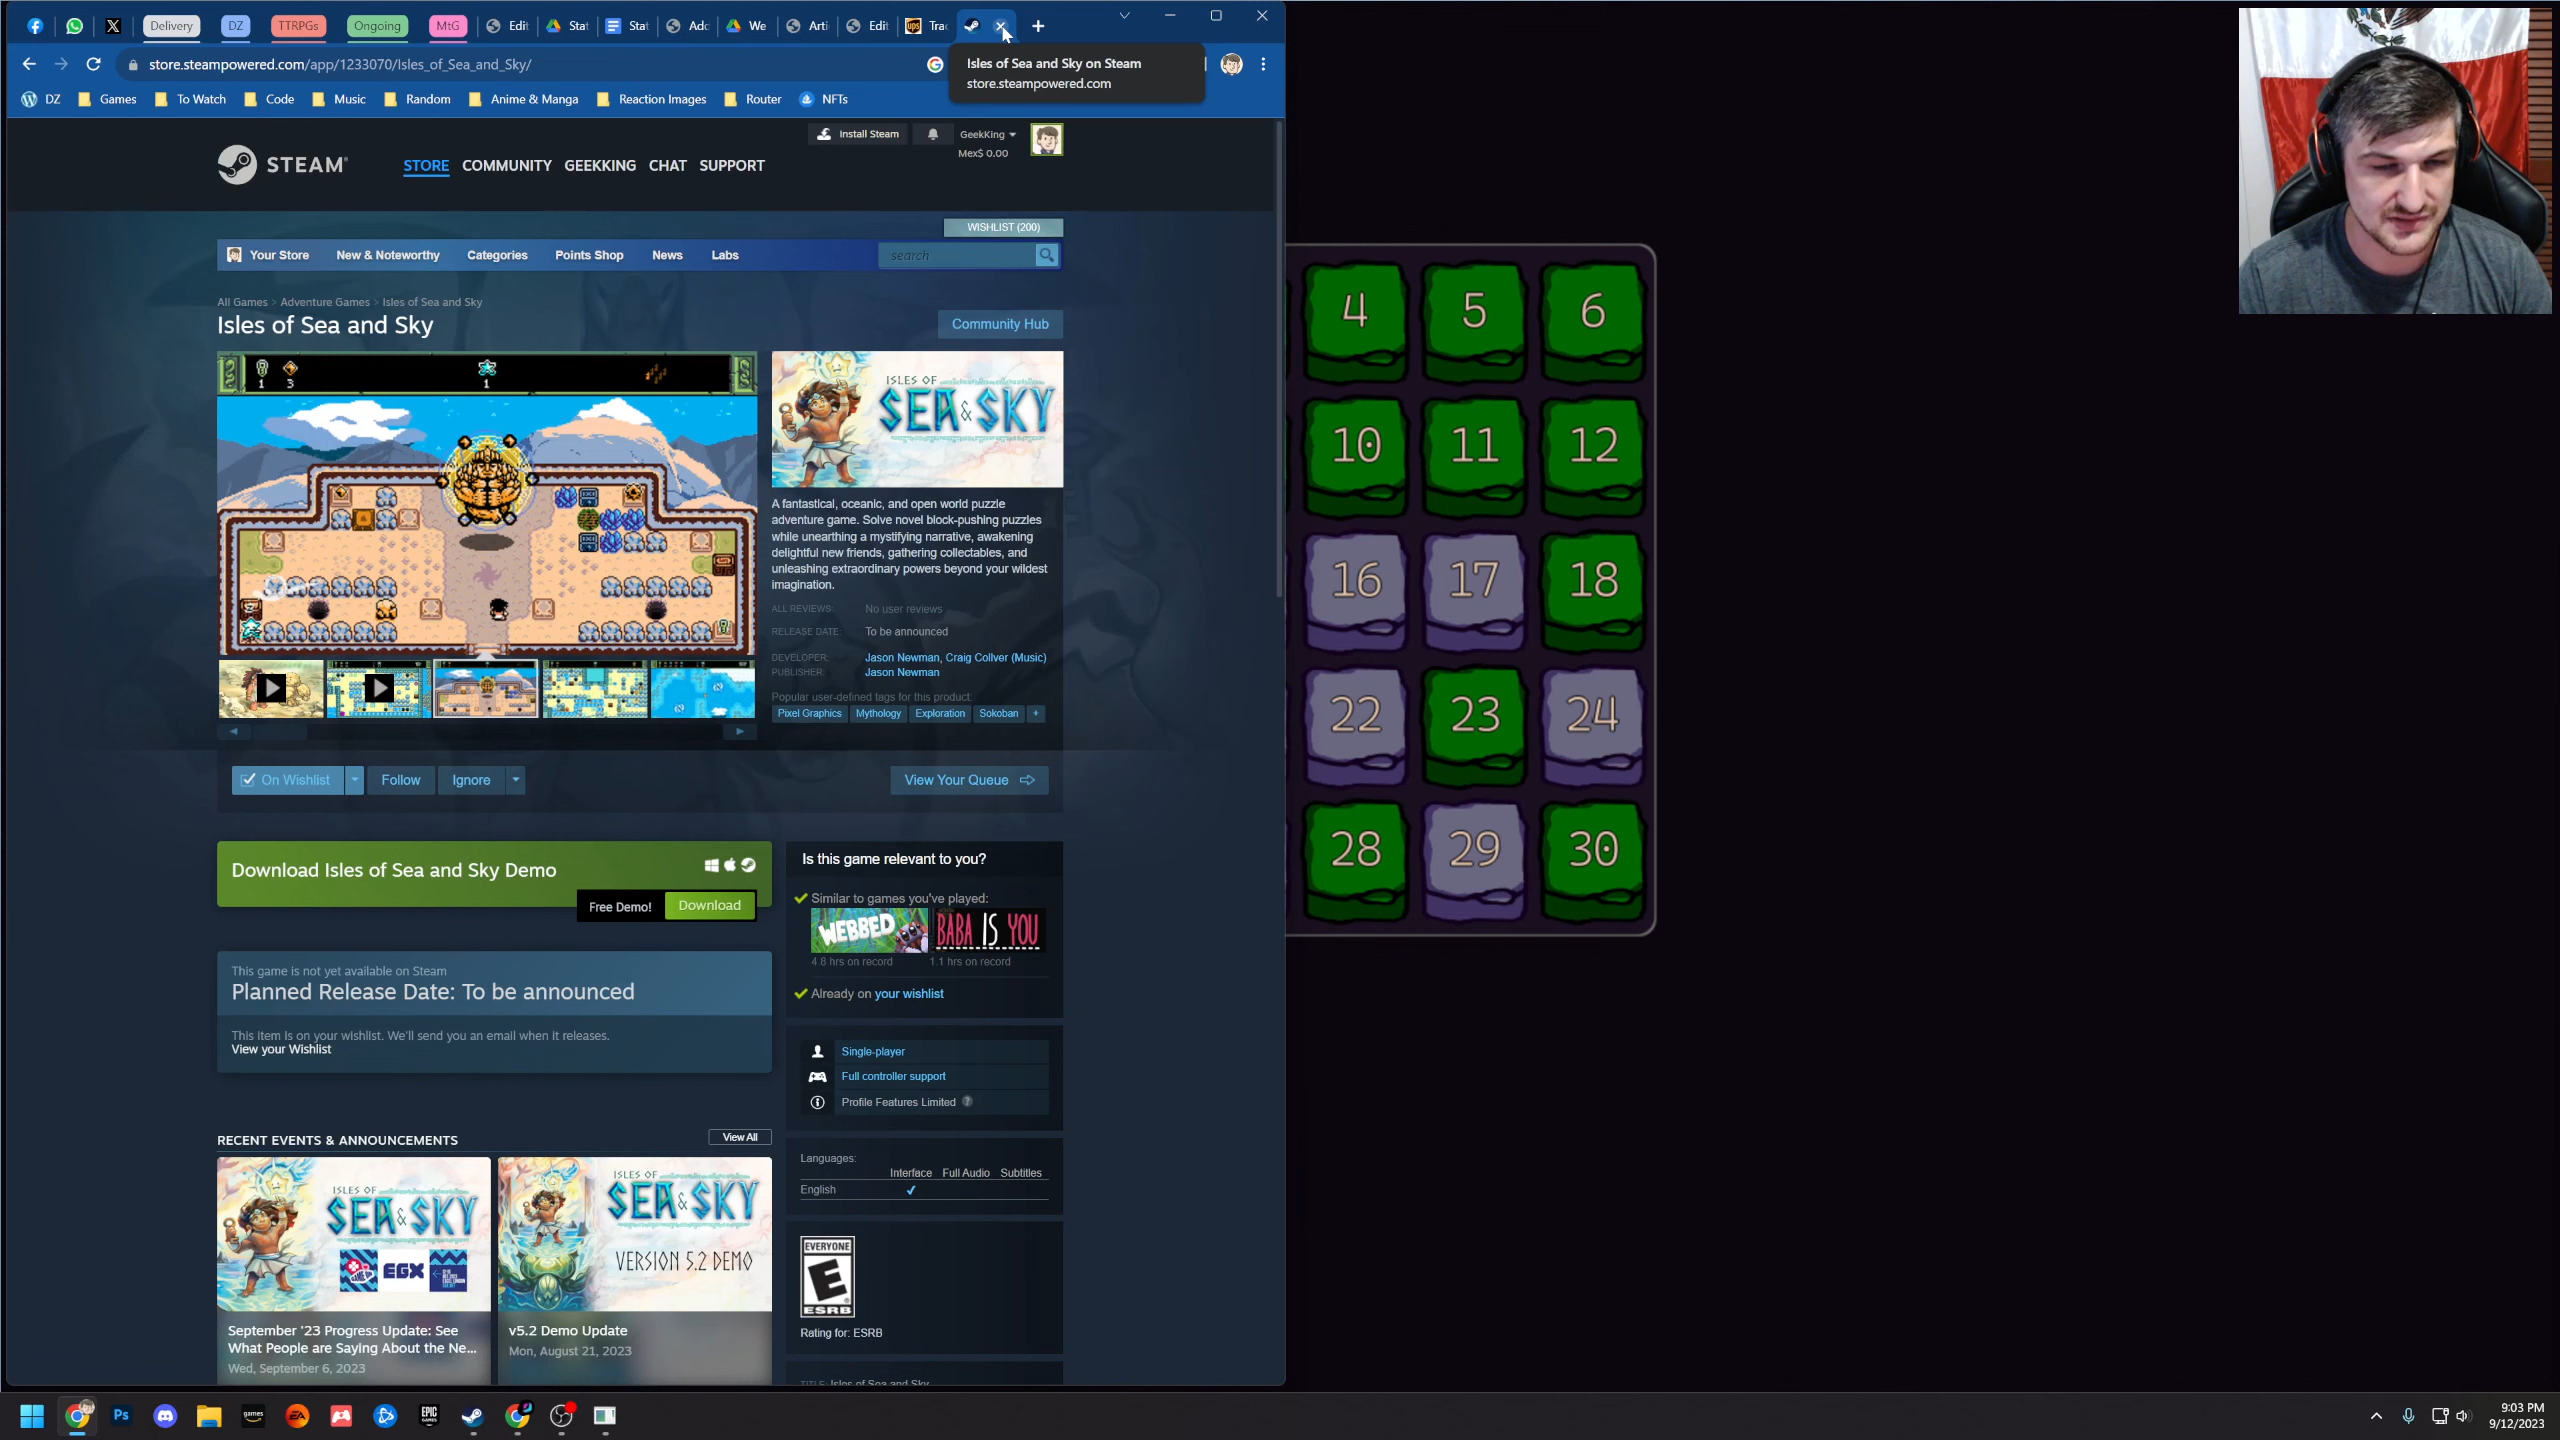 Delivery DZ TTRPGs Ongoing MtG Edit Stat Stat Add We Arti Edit Trac
store.steampowered.com/app/1233070/Isles_of_Sea_and_Sky/
Isles of Sea and Sky on Steam
store.steampowered.com
DZ Games To Watch Code Music Random Anime & Manga Reaction Images Router NFTs
Install Steam GeekKing
Mex$ 0.00
STEAM STORE COMMUNITY GEEKKING CHAT SUPPORT
WISHLIST (200)
Your Store New & Noteworthy Categories Points Shop News Labs search
All Games > Adventure Games > Isles of Sea and Sky
Isles of Sea and Sky
Community Hub
1 3 1
ISLES OF
SEA & SKY
A fantastical, oceanic, and open world puzzle
adventure game. Solve novel block-pushing puzzles
while unearthing a mystifying narrative, awakening
delightful new friends, gathering collectables, and
unleashing extraordinary powers beyond your wildest
imagination.
ALL REVIEWS: No user reviews
RELEASE DATE: To be announced
DEVELOPER: Jason Newman, Craig Collver (Music)
PUBLISHER: Jason Newman
Popular user-defined tags for this product:
Pixel Graphics Mythology Exploration Sokoban +
On Wishlist Follow Ignore View Your Queue
Download Isles of Sea and Sky Demo
Free Demo! Download
This game is not yet available on Steam
Planned Release Date: To be announced
This item is on your wishlist. We'll send you an email when it releases.
View your Wishlist
Is this game relevant to you?
Similar to games you've played:
WEBBED BABA IS YOU
4.8 hrs on record 1.1 hrs on record
Already on your wishlist
Single-player
Full controller support
Profile Features Limited ?
Languages:
Interface Full Audio Subtitles
English ✔
EVERYONE
E
ESRB
Rating for: ESRB
TITLE: Isles of Sea and Sky
RECENT EVENTS & ANNOUNCEMENTS View All
ISLES OF
SEA & SKY
EGX
September '23 Progress Update: See
What People are Saying About the Ne...
Wed, September 6, 2023
ISLES OF
SEA & SKY
VERSION 5.2 DEMO
v5.2 Demo Update
Mon, August 21, 2023
4 5 6
10 11 12
16 17 18
22 23 24
28 29 30
Ps games EA EPIC GAMES
9:03 PM
9/12/2023